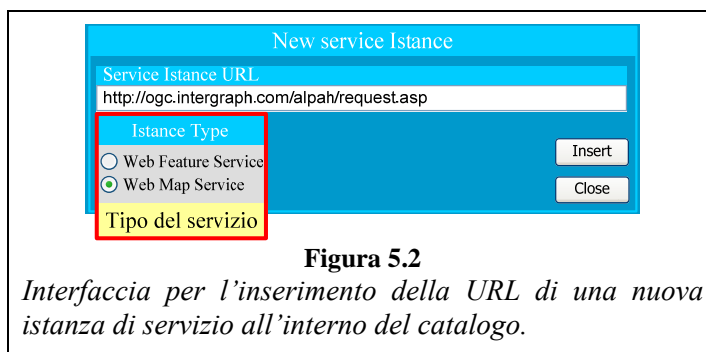 New service Istance
Service Istance URL
http://ogc.intergraph.com/alpah/request.asp
Istance Type
Web Feature Service
Web Map Service
Tipo del servizio
Insert
Close
Figura 5.2
Interfaccia per l’inserimento della URL di una nuova
istanza di servizio all’interno del catalogo.